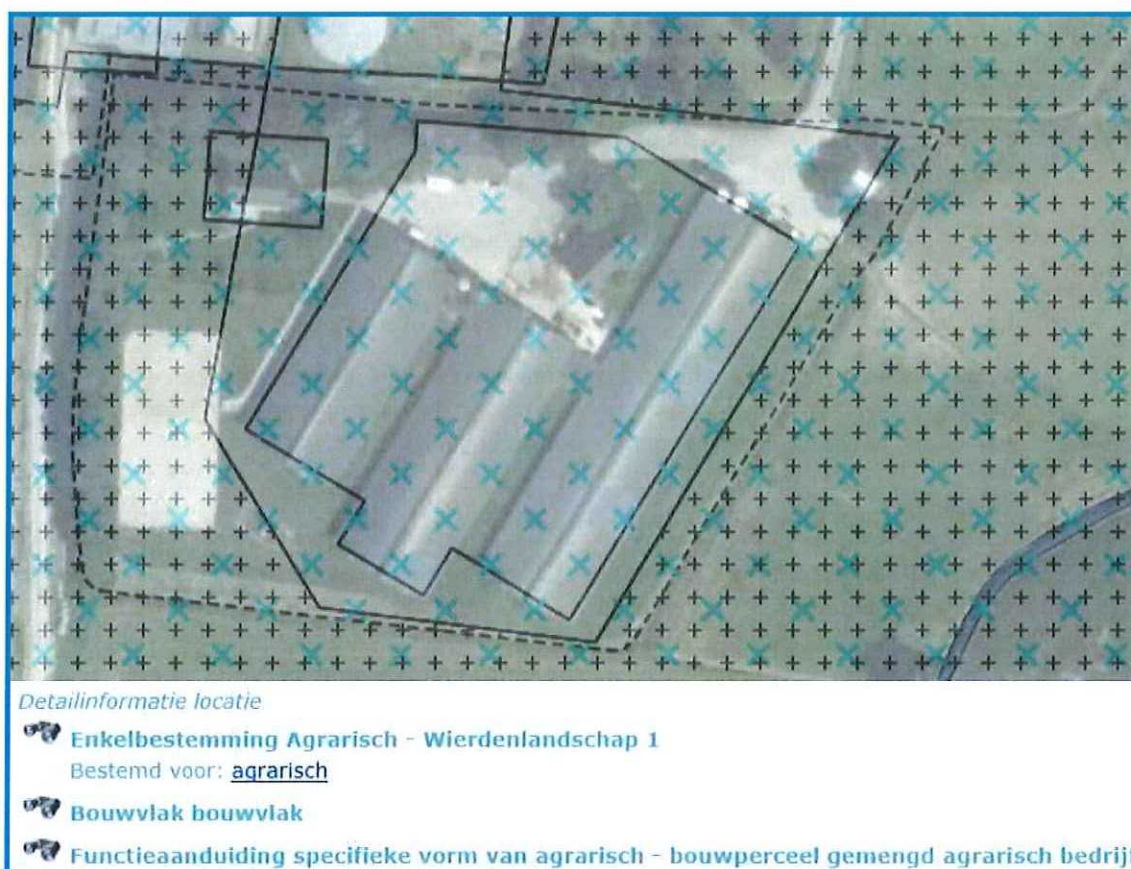 Detailinformatie locatie
Enkelbestemming Agrarisch - Wierdenlandschap 1
Bestemd voor: agrarisch
Bouwvlak bouwvlak
Functieaanduiding specifieke vorm van agrarisch - bouwperceel gemengd agrarisch bedrijf